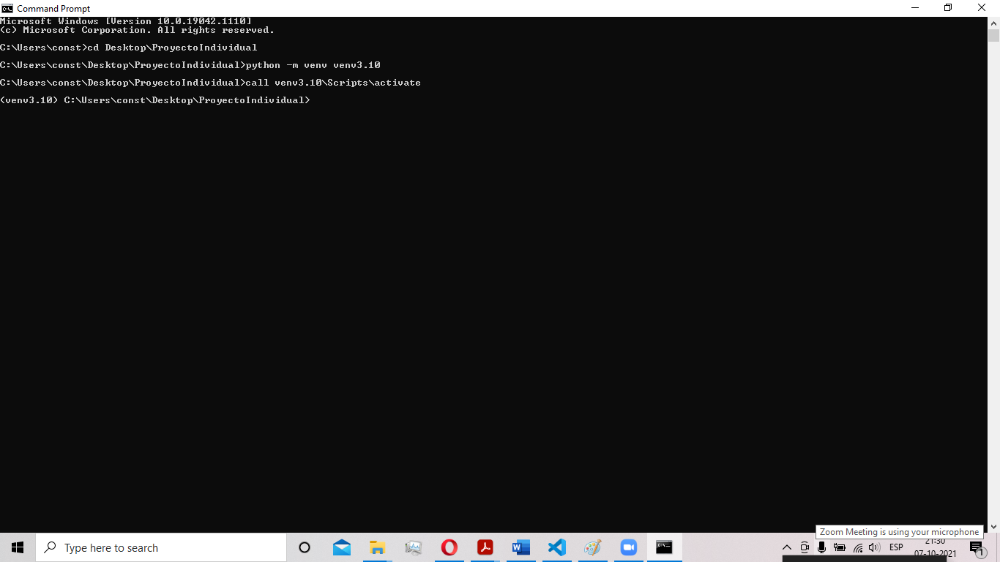 Command Prompt
Microsoft Windows [Version 10.0.19042.1110]
(c) Microsoft Corporation. All rights reserved.
C:\Users\const>cd Desktop\ProyectoIndividual
C:\Users\const\Desktop\ProyectoIndividual>python -m venv venv3.10
C:\Users\const\Desktop\ProyectoIndividual>call venv3.10\Scripts\activate
(venv3.10) C:\Users\const\Desktop\ProyectoIndividual>
Zoom Meeting is using your microphone
Type here to search
ESP
21:30
07-10-2021
1